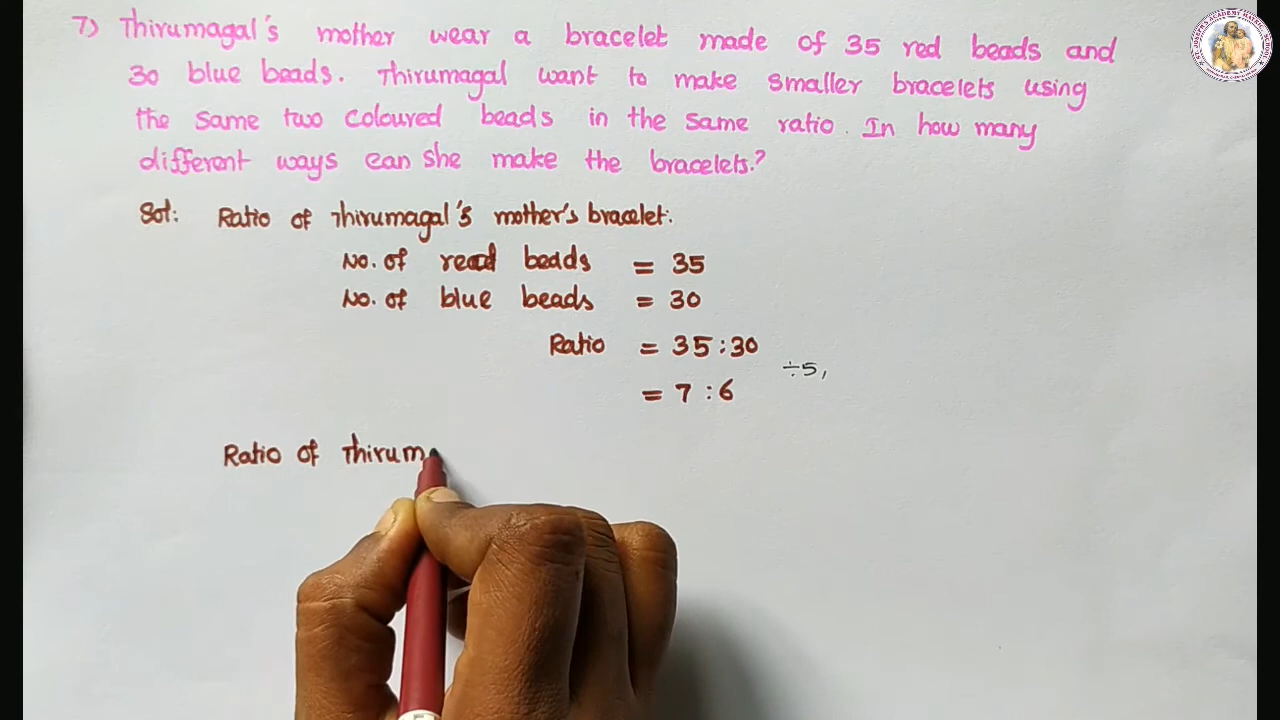 7) Thirumagal's mother wear a bracelet made of 35 red beads and
30 blue beads. Thirumagal want to make smaller bracelets using
the same two coloured beads in the same ratio. In how many
different ways can she make the bracelets.?
Sol: Ratio of Thirumagal's mother's bracelet.
No. of read beads = 35
No. of blue beads = 30
Ratio = 35:30
÷5,
= 7:6
Ratio of Thirum